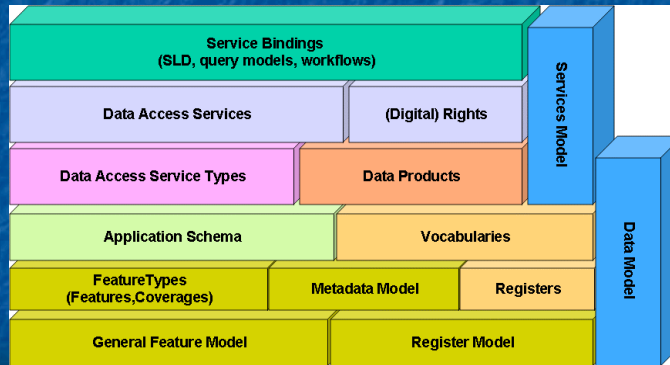 Service Bindings
(SLD, query models, workflows)
Services Model
Data Access Services
(Digital) Rights
Data Access Service Types
Data Products
Data Model
Application Schema
Vocabularies
FeatureTypes
(Features,Coverages)
Metadata Model
Registers
General Feature Model
Register Model